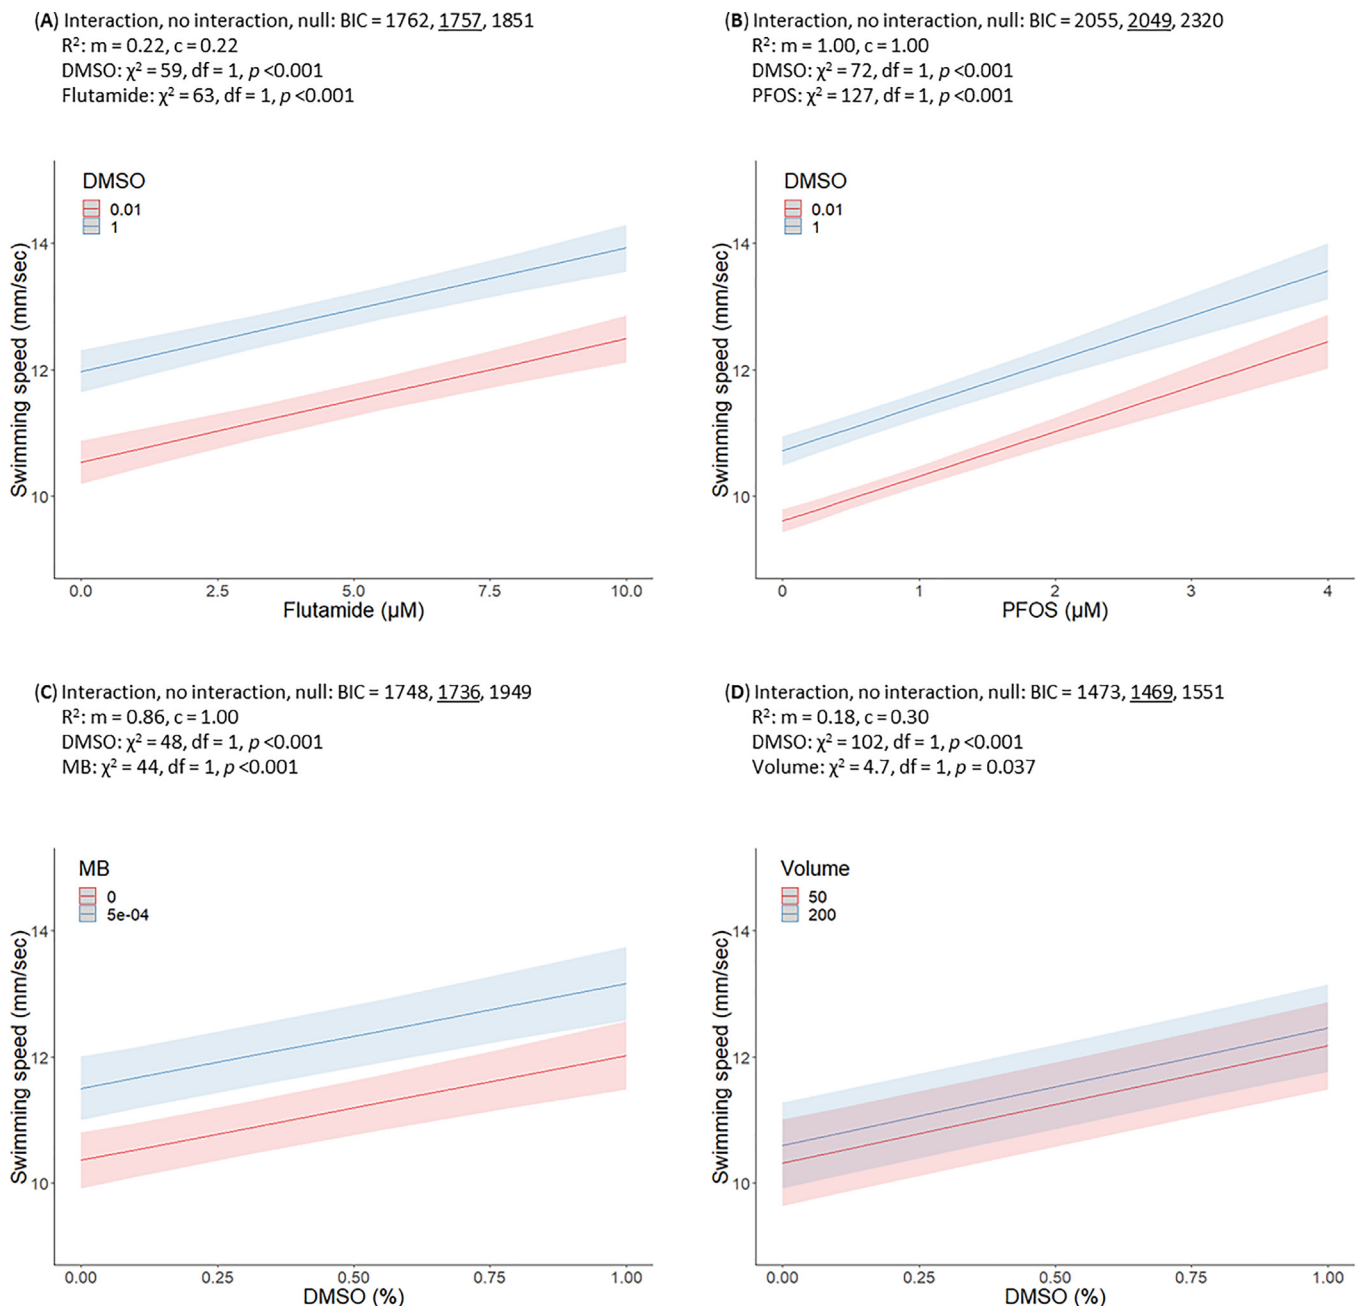 (A) Interaction, no interaction, null: BIC = 1762, 1757, 1851
R²: m = 0.22, c = 0.22
DMSO: χ² = 59, df = 1, p <0.001
Flutamide: χ² = 63, df = 1, p <0.001
DMSO
0.01
1
14
12
10
Swimming speed (mm/sec)
0.0 2.5 5.0 7.5 10.0
Flutamide (µM)
(B) Interaction, no interaction, null: BIC = 2055, 2049, 2320
R²: m = 1.00, c = 1.00
DMSO: χ² = 72, df = 1, p <0.001
PFOS: χ² = 127, df = 1, p <0.001
DMSO
0.01
1
14
12
10
Swimming speed (mm/sec)
0 1 2 3 4
PFOS (µM)
(C) Interaction, no interaction, null: BIC = 1748, 1736, 1949
R²: m = 0.86, c = 1.00
DMSO: χ² = 48, df = 1, p <0.001
MB: χ² = 44, df = 1, p <0.001
MB
0
5e-04
14
12
10
Swimming speed (mm/sec)
0.00 0.25 0.50 0.75 1.00
DMSO (%)
(D) Interaction, no interaction, null: BIC = 1473, 1469, 1551
R²: m = 0.18, c = 0.30
DMSO: χ² = 102, df = 1, p <0.001
Volume: χ² = 4.7, df = 1, p = 0.037
Volume
50
200
14
12
10
Swimming speed (mm/sec)
0.00 0.25 0.50 0.75 1.00
DMSO (%)